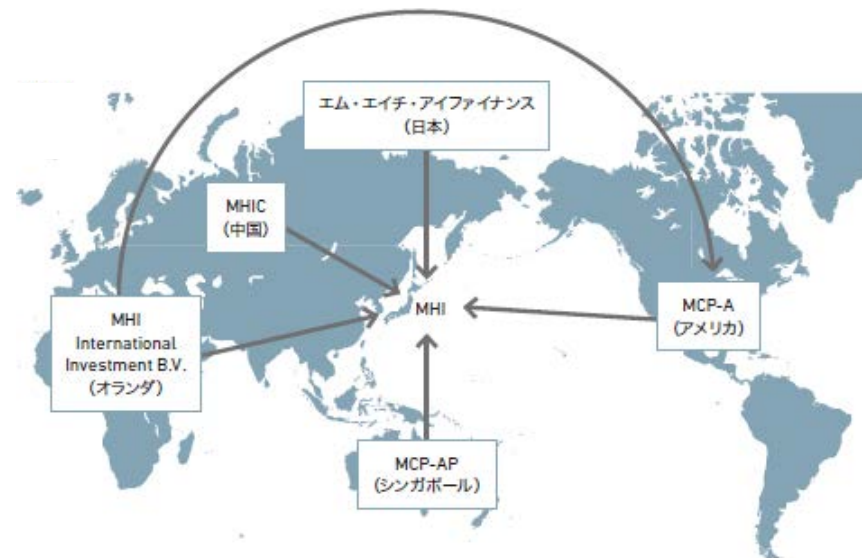 エム・エイチ・アイファイナンス
(日本)
MHIC
(中国)
MHI
International
Investment B.V.
(オランダ)
MHI
MCP-A
(アメリカ)
MCP-AP
(シンガポール)